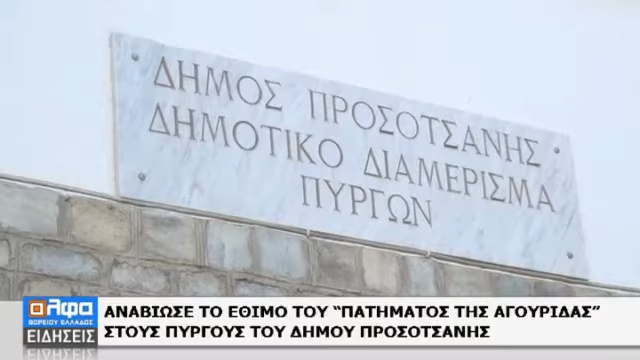 ΔΗΜΟΣ ΠΡΟΣΟΤΣΑΝΗΣ
ΔΗΜΟΤΙΚΟ ΔΙΑΜΕΡΙΣΜΑ
ΠΥΡΓΩΝ
αλφα
ΒΟΡΕΙΟΥ ΕΛΛΑΔΟΣ
ΕΙΔΗΣΕΙΣ
ΑΝΑΒΙΩΣΕ ΤΟ ΕΘΙΜΟ ΤΟΥ “ΠΑΤΗΜΑΤΟΣ ΤΗΣ ΑΓΟΥΡΙΔΑΣ”
ΣΤΟΥΣ ΠΥΡΓΟΥΣ ΤΟΥ ΔΗΜΟΥ ΠΡΟΣΟΤΣΑΝΗΣ